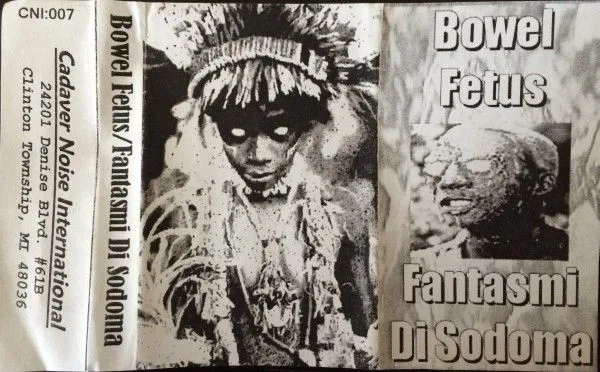 CNI:007
Cadaver Noise International
24201 Denise Blvd. #61B
Clinton Township, MI 48036
Bowel Fetus/Fantasmi Di Sodoma
Bowel
Fetus
Fantasmi
Di Sodoma